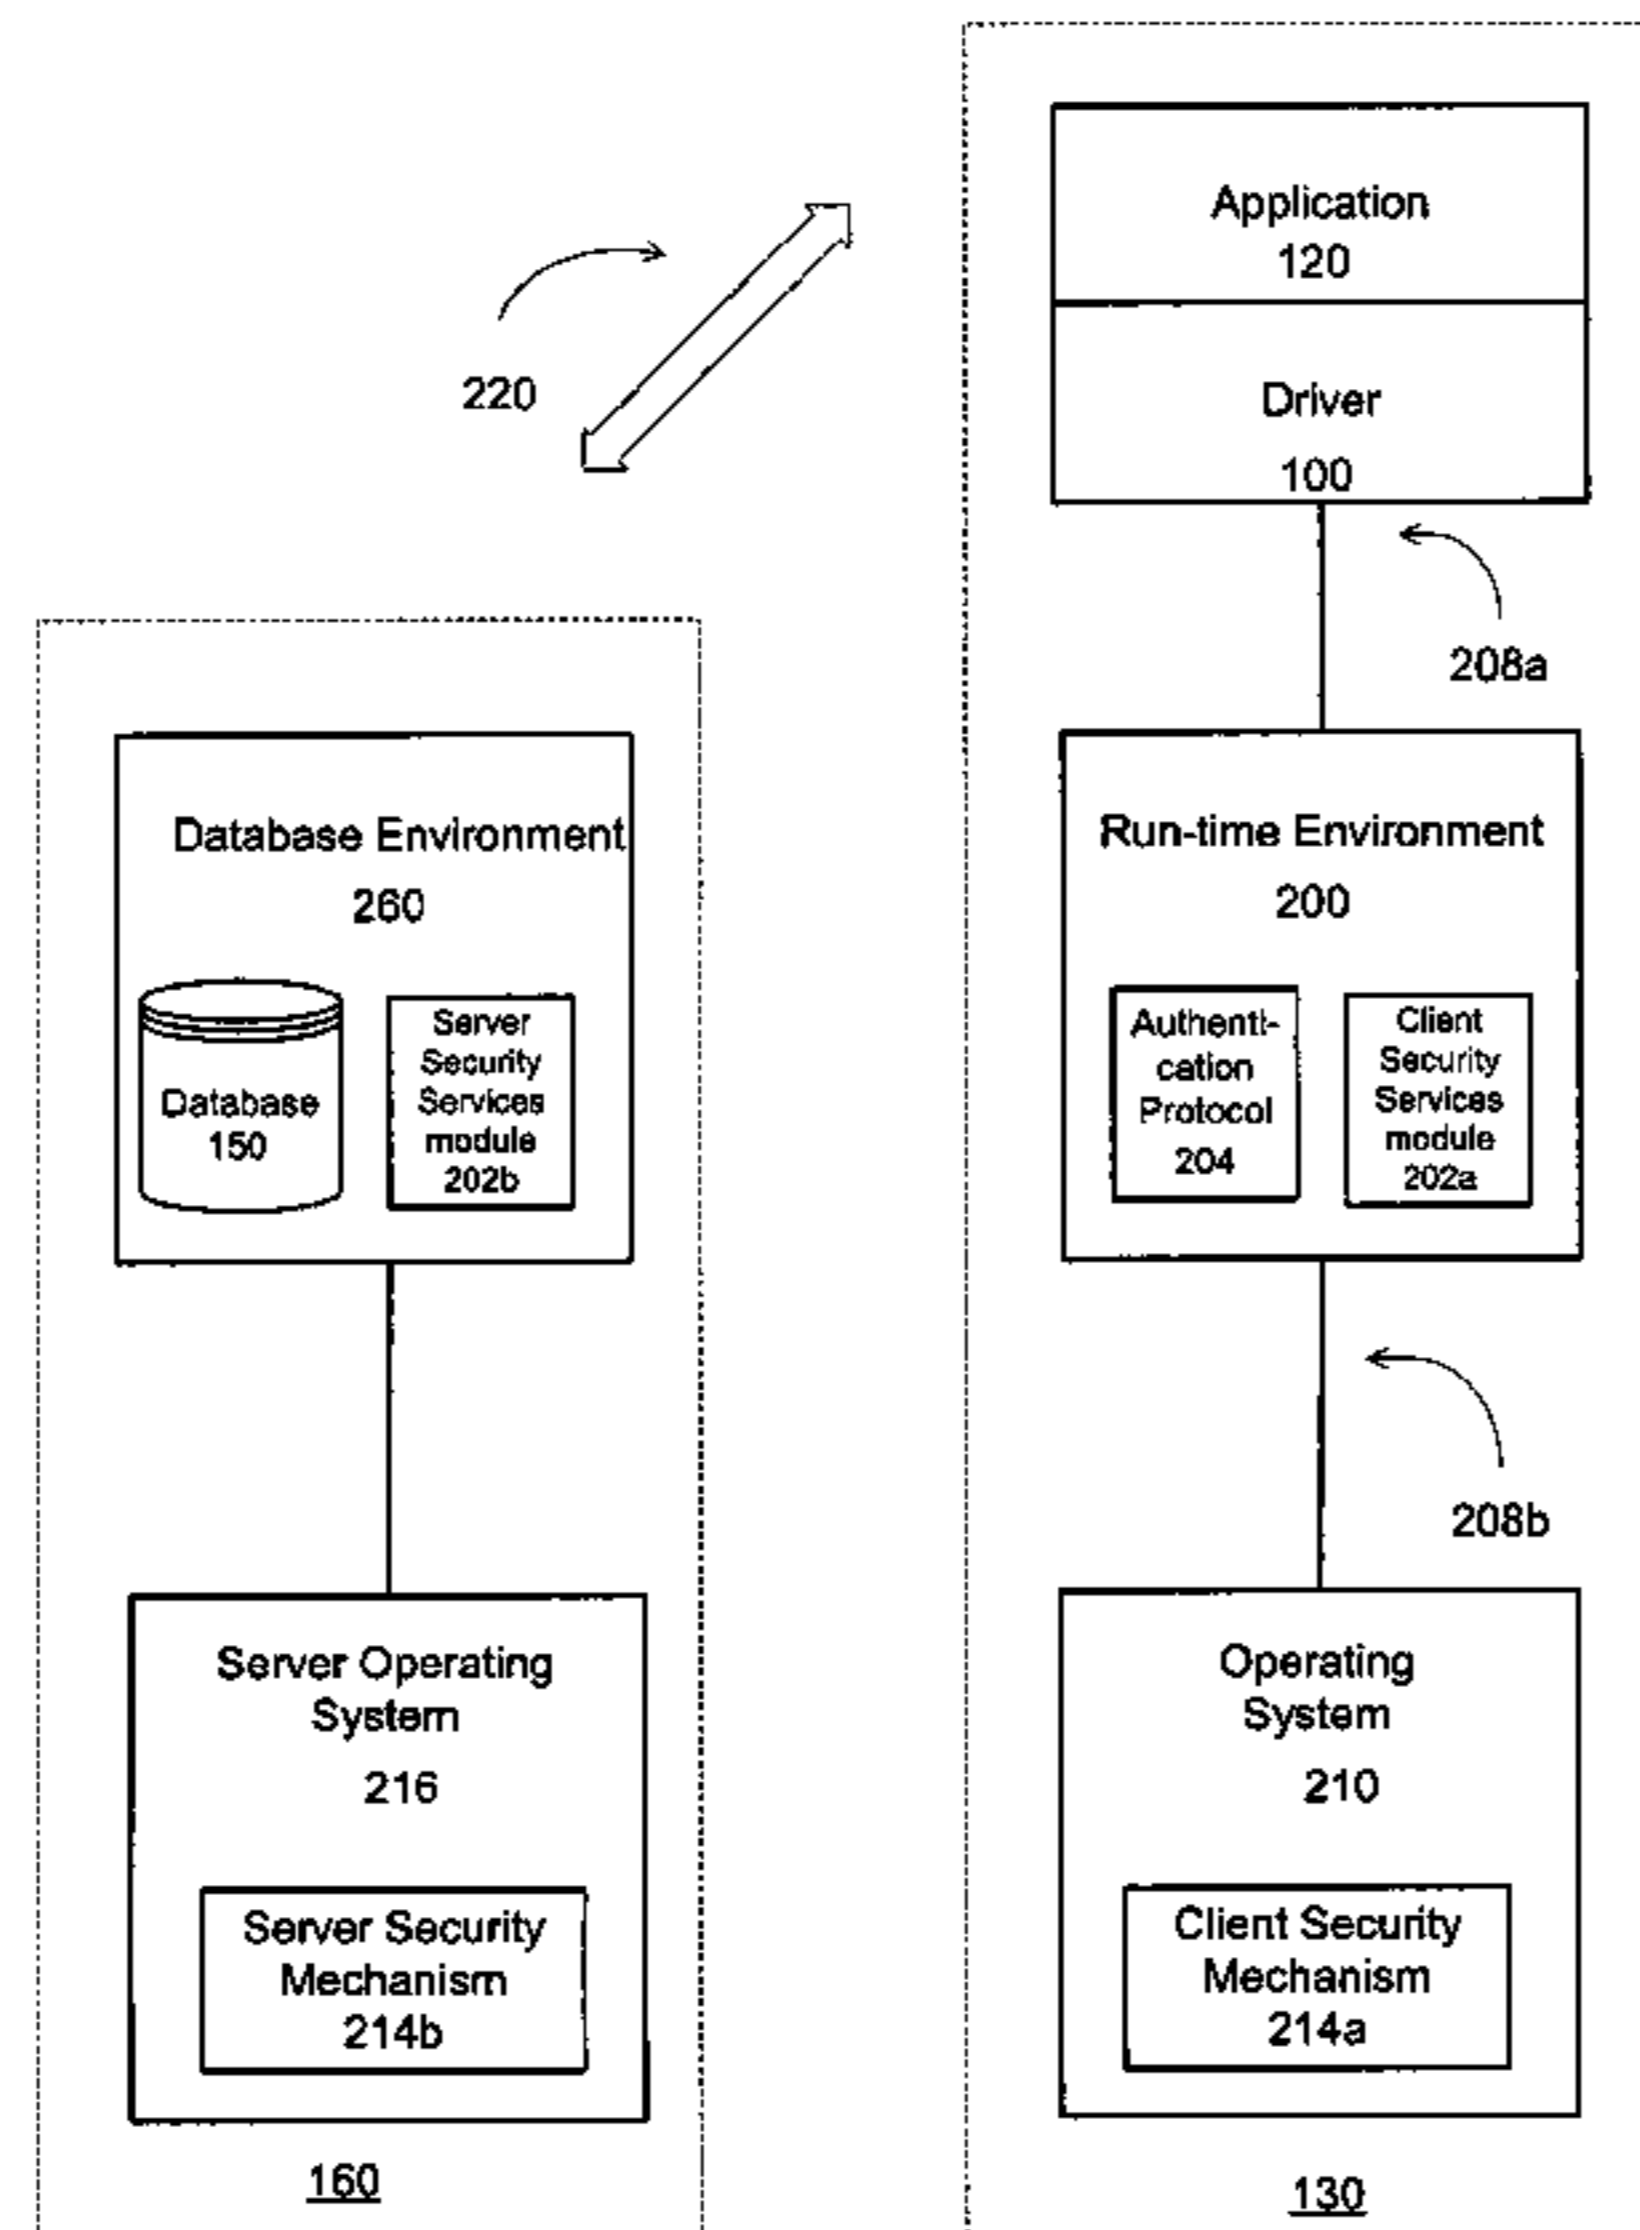 Application
120
Driver
100
220
208a
Database Environment
260
Database
150
Server
Security
Services
module
202b
Run-time Environment
200
Authenti-
cation
Protocol
204
Client
Security
Services
module
202a
208b
Server Operating
System
216
Server Security
Mechanism
214b
Operating
System
210
Client Security
Mechanism
214a
160
130